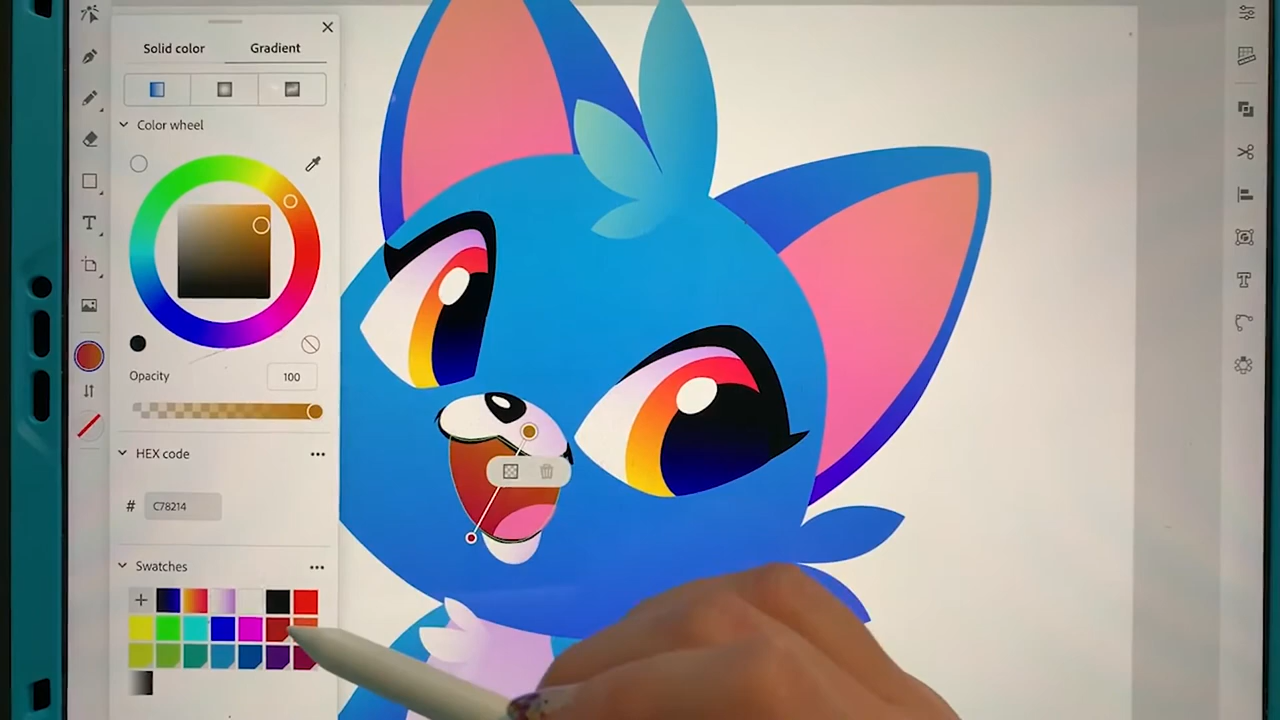 Solid color
Gradient
Color wheel
Opacity
100
HEX code
# C78214
Swatches